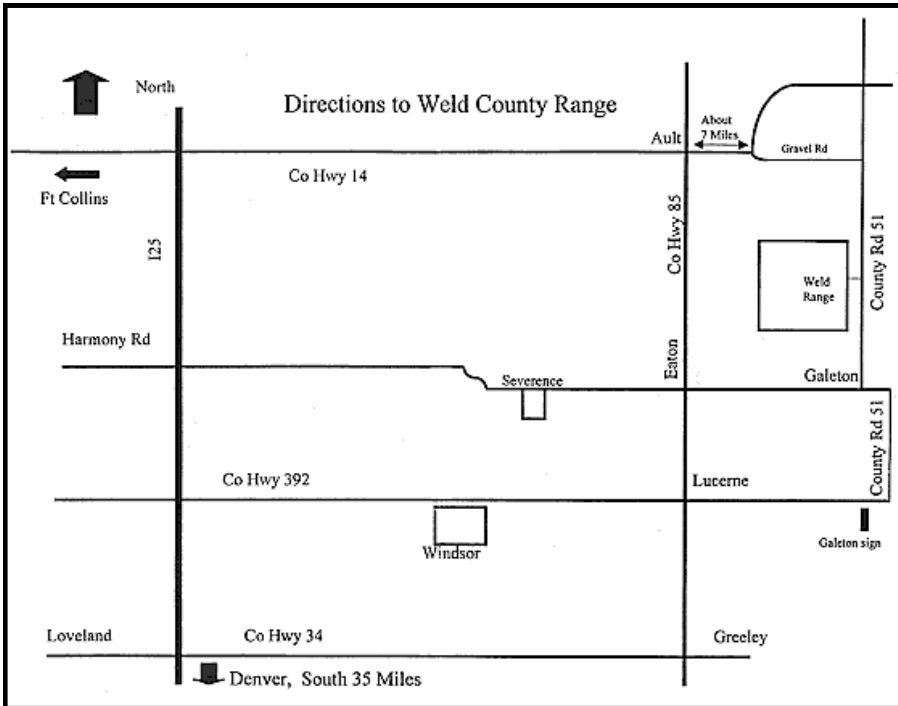 North
Directions to Weld County Range
About
7 Miles
Ault
Gravel Rd
Co Hwy 14
Ft Collins
Co Hwy 85
I25
County Rd 51
Weld
Range
Harmony Rd
Eaton
Severence
Galeton
County Rd 51
Co Hwy 392
Lucerne
Windsor
Galeton sign
Loveland
Co Hwy 34
Greeley
Denver, South 35 Miles